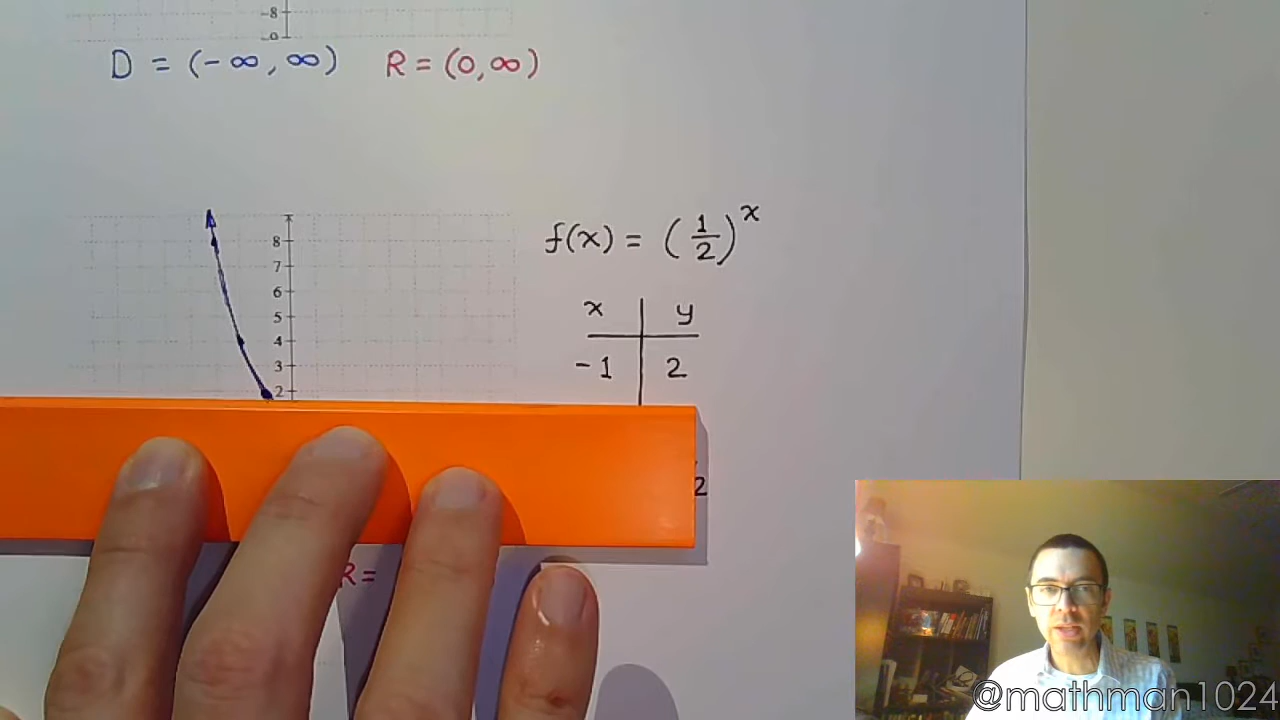 -8
D = (-∞, ∞) R = (0, ∞)
f(x) = (1/2)^x
8
7
6
5
4
3
2
x y
-1 2
2
R =
@mathman1024